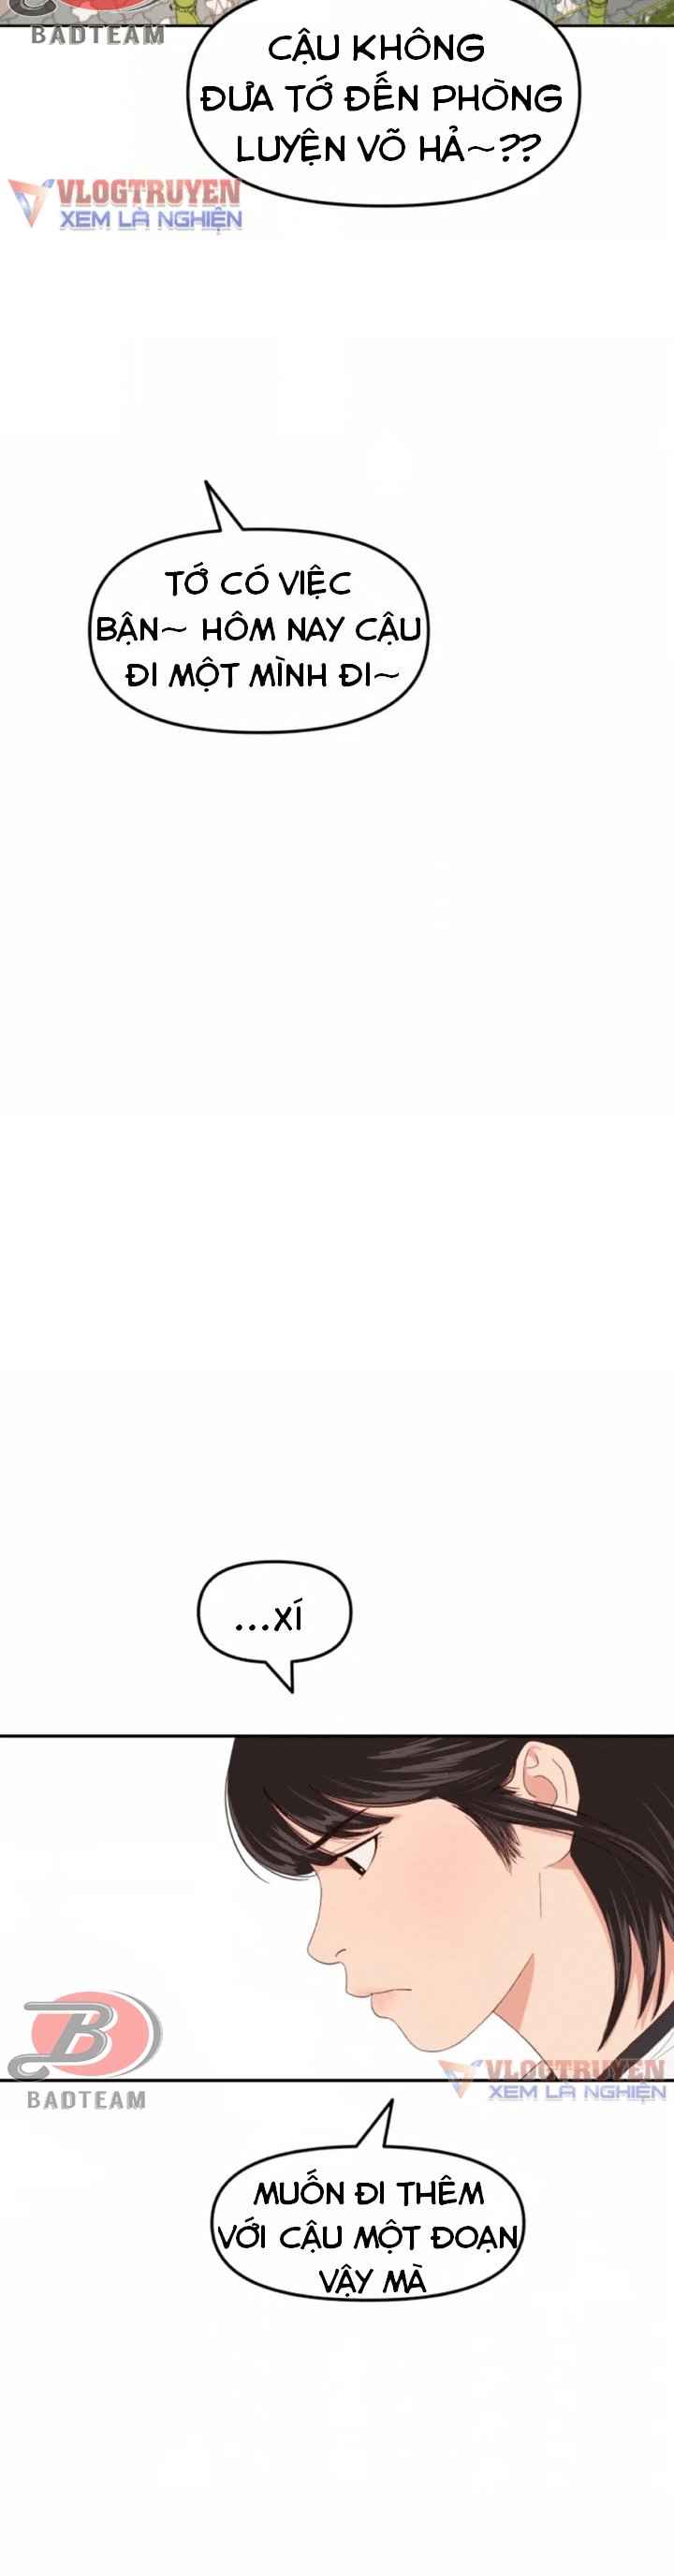 BADTEAM
CẬU KHÔNG
ĐƯA TỚ ĐẾN PHÒNG
LUYỆN VÕ HẢ~??
VLOGTRUYEN
XEM LÀ NGHIỆN
TỚ CÓ VIỆC
BẬN~ HÔM NAY CẬU
ĐI MỘT MÌNH ĐI~
...XÍ
B
BADTEAM
VLOGTRUYEN
XEM LÀ NGHIỆN
MUỐN ĐI THÊM
VỚI CẬU MỘT ĐOẠN
VẬY MÀ